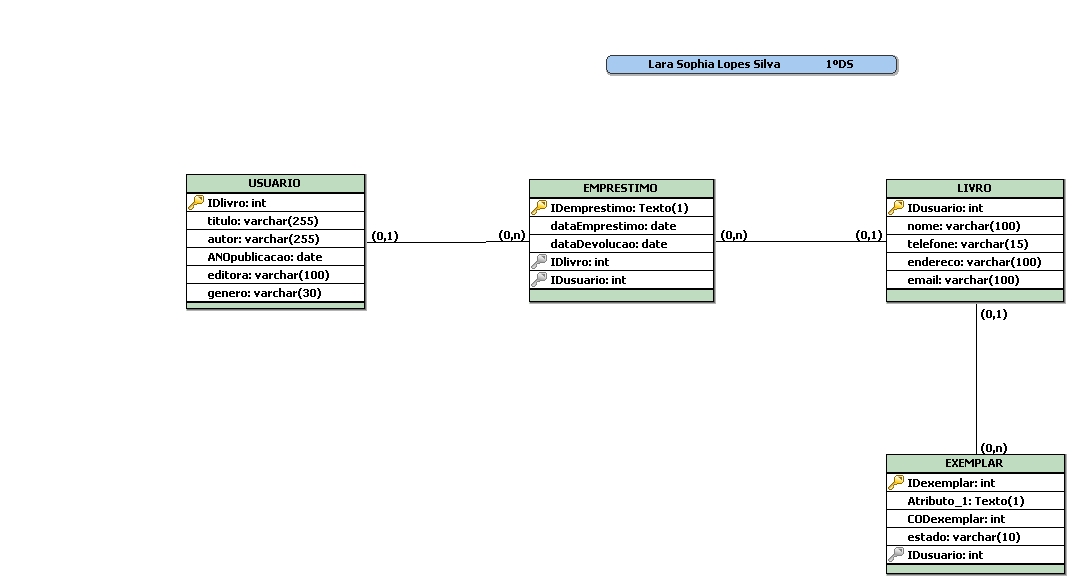 Lara Sophia Lopes Silva 1ºDS
USUARIO
IDlivro: int
titulo: varchar(255)
autor: varchar(255)
ANOpublicacao: date
editora: varchar(100)
genero: varchar(30)
(0,1)
(0,n)
EMPRESTIMO
IDemprestimo: Texto(1)
dataEmprestimo: date
dataDevolucao: date
IDlivro: int
IDusuario: int
(0,n)
(0,1)
LIVRO
IDusuario: int
nome: varchar(100)
telefone: varchar(15)
endereco: varchar(100)
email: varchar(100)
(0,1)
(0,n)
EXEMPLAR
IDexemplar: int
Atributo_1: Texto(1)
CODexemplar: int
estado: varchar(10)
IDusuario: int